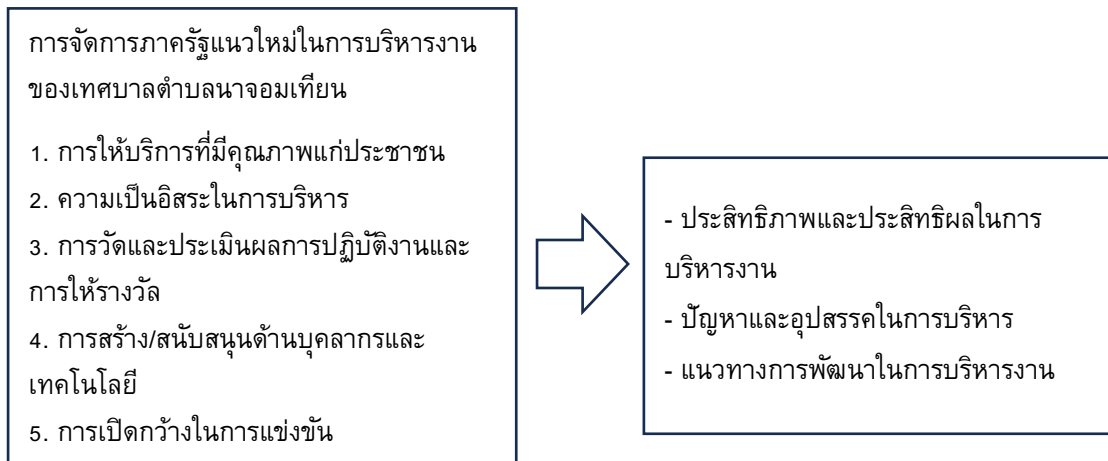 การจัดการภาครัฐแนวใหม่ในการบริหารงาน
ของเทศบาลตำบลนาจอมเทียน
1. การให้บริการที่มีคุณภาพแก่ประชาชน
2. ความเป็นอิสระในการบริหาร
3. การวัดและประเมินผลการปฏิบัติงานและ
การให้รางวัล
4. การสร้าง/สนับสนุนด้านบุคลากรและ
เทคโนโลยี
5. การเปิดกว้างในการแข่งขัน
- ประสิทธิภาพและประสิทธิผลในการ
บริหารงาน
- ปัญหาและอุปสรรคในการบริหาร
- แนวทางการพัฒนาในการบริหารงาน